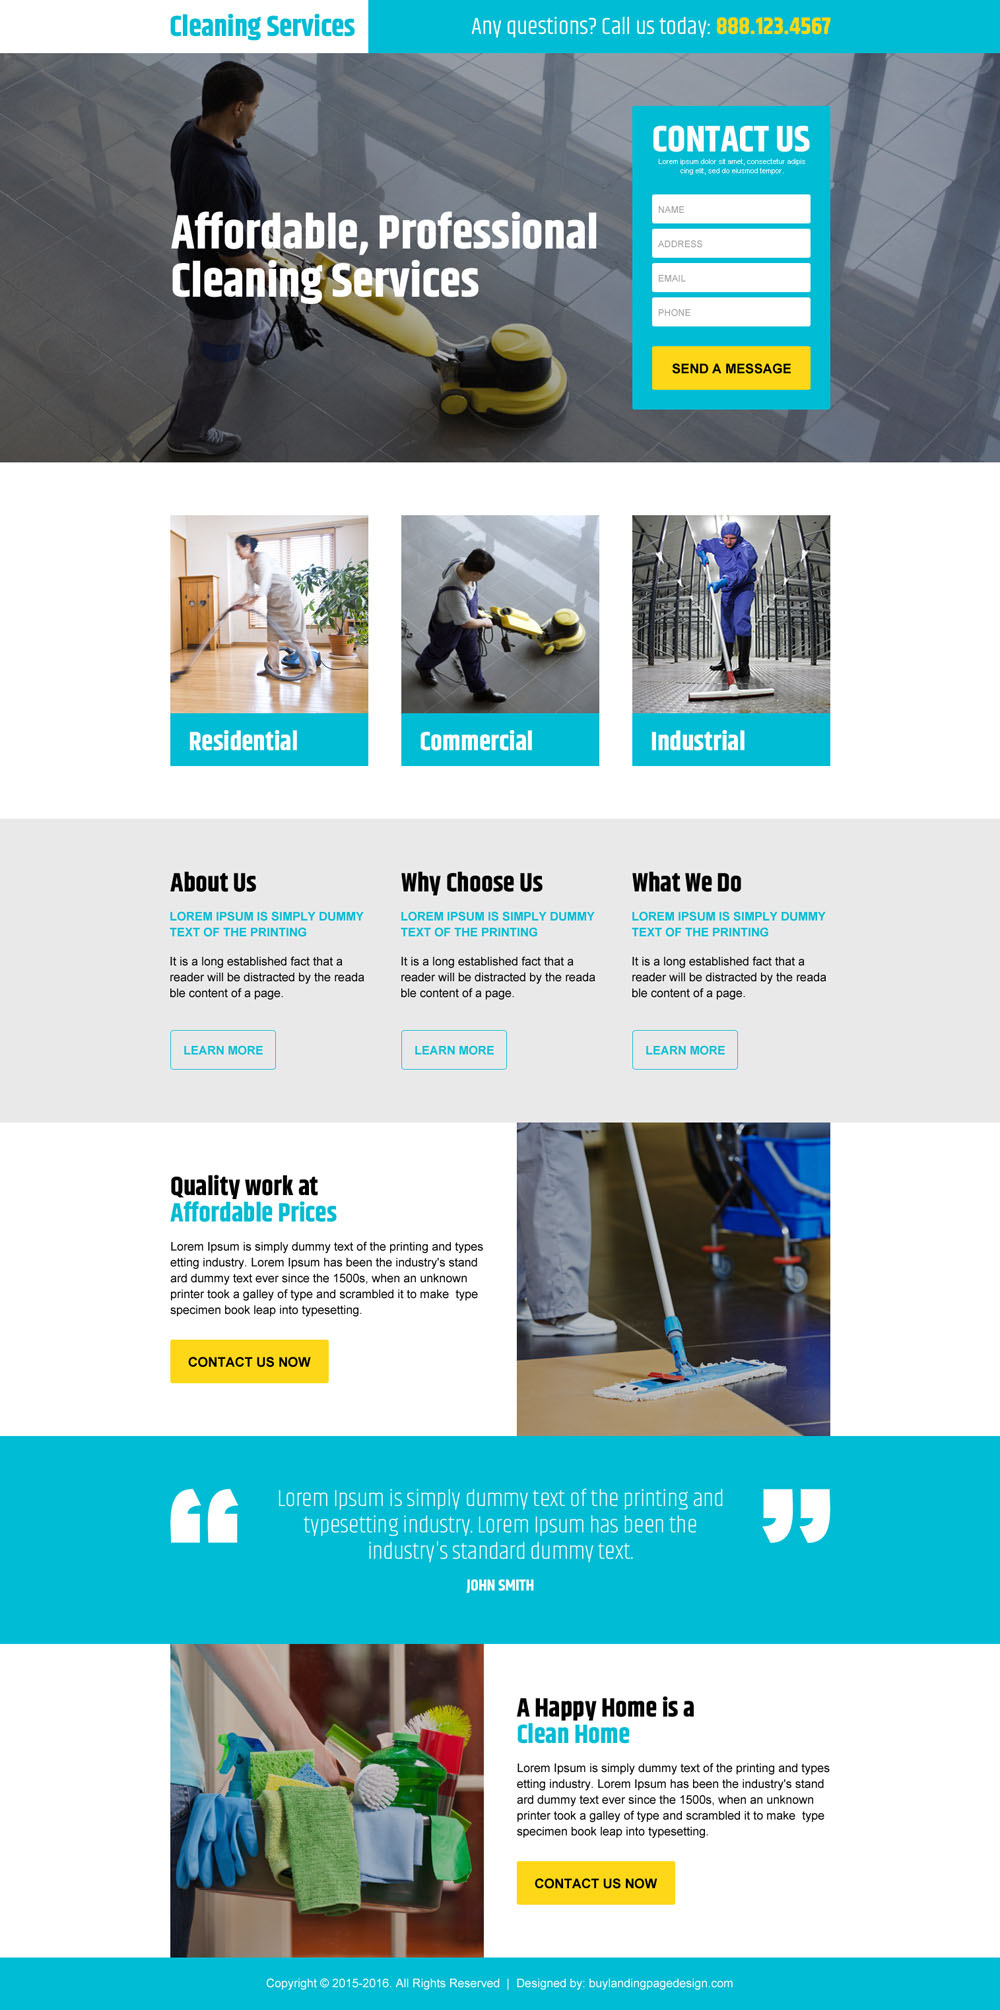 Cleaning Services
Any questions? Call us today: 888.123.4567
Affordable, Professional
Cleaning Services
CONTACT US
Lorem ipsum dolor sit amet, consectetur adipis
cing elit, sed do eiusmod tempor.
NAME
ADDRESS
EMAIL
PHONE
SEND A MESSAGE
Residential
Commercial
Industrial
About Us
LOREM IPSUM IS SIMPLY DUMMY
TEXT OF THE PRINTING
It is a long established fact that a
reader will be distracted by the reada
ble content of a page.
LEARN MORE
Why Choose Us
LOREM IPSUM IS SIMPLY DUMMY
TEXT OF THE PRINTING
It is a long established fact that a
reader will be distracted by the reada
ble content of a page.
LEARN MORE
What We Do
LOREM IPSUM IS SIMPLY DUMMY
TEXT OF THE PRINTING
It is a long established fact that a
reader will be distracted by the reada
ble content of a page.
LEARN MORE
Quality work at
Affordable Prices
Lorem Ipsum is simply dummy text of the printing and types
etting industry. Lorem Ipsum has been the industry's stand
ard dummy text ever since the 1500s, when an unknown
printer took a galley of type and scrambled it to make type
specimen book leap into typesetting.
CONTACT US NOW
“ Lorem Ipsum is simply dummy text of the printing and ”
typesetting industry. Lorem Ipsum has been the
industry's standard dummy text.
JOHN SMITH
A Happy Home is a
Clean Home
Lorem Ipsum is simply dummy text of the printing and types
etting industry. Lorem Ipsum has been the industry's stand
ard dummy text ever since the 1500s, when an unknown
printer took a galley of type and scrambled it to make type
specimen book leap into typesetting.
CONTACT US NOW
Copyright © 2015-2016. All Rights Reserved | Designed by: buylandingpagedesign.com